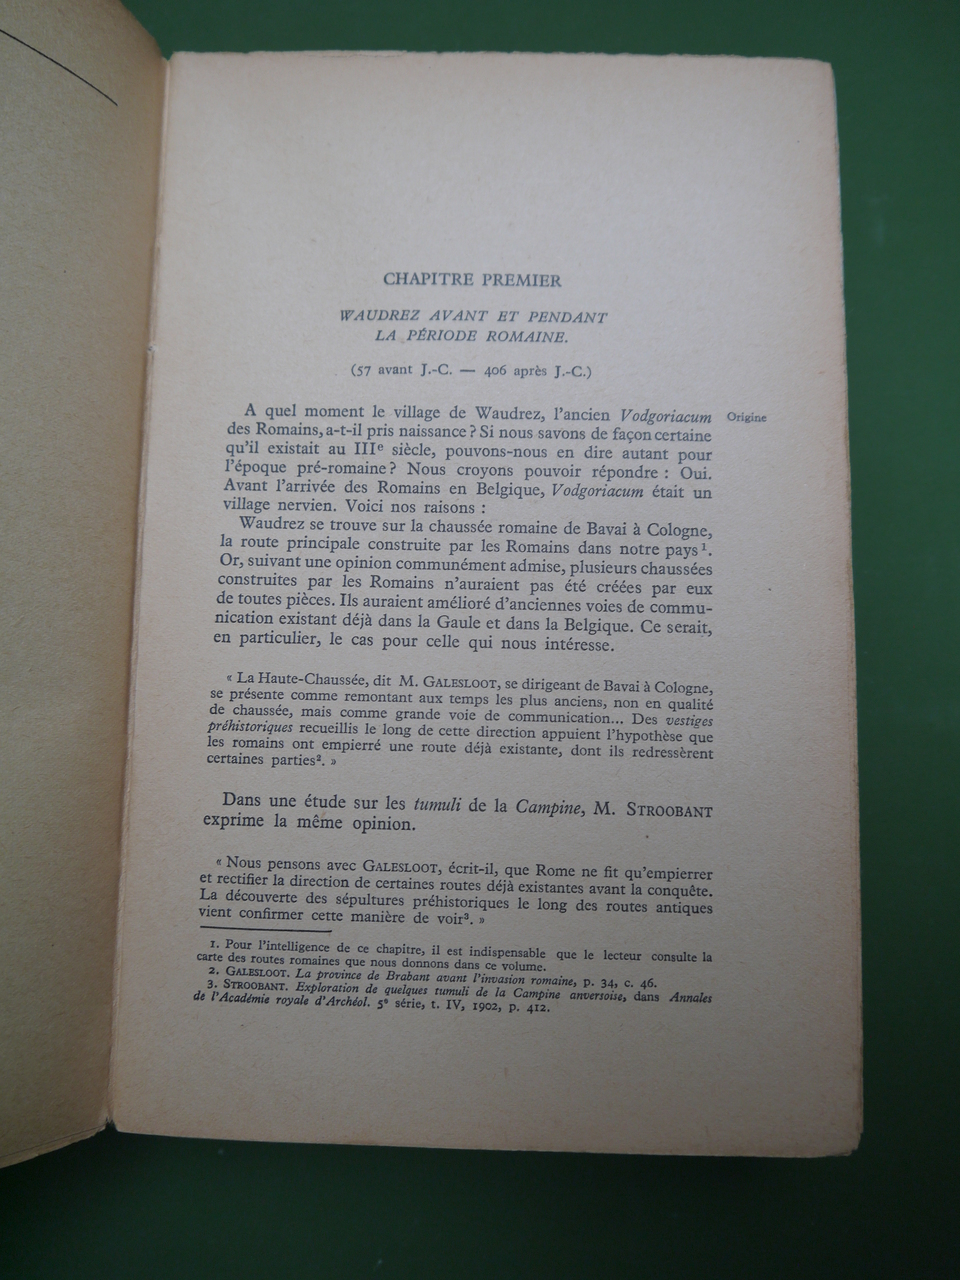 CHAPITRE PREMIER
WAUDREZ AVANT ET PENDANT
LA PÉRIODE ROMAINE.
(57 avant J.-C. — 406 après J.-C.)
Origine
A quel moment le village de Waudrez, l'ancien Vodgoriacum
des Romains, a-t-il pris naissance ? Si nous savons de façon certaine
qu'il existait au IIIe siècle, pouvons-nous en dire autant pour
l'époque pré-romaine ? Nous croyons pouvoir répondre : Oui.
Avant l'arrivée des Romains en Belgique, Vodgoriacum était un
village nervien. Voici nos raisons :
Waudrez se trouve sur la chaussée romaine de Bavai à Cologne,
la route principale construite par les Romains dans notre pays 1.
Or, suivant une opinion communément admise, plusieurs chaussées
construites par les Romains n'auraient pas été créées par eux
de toutes pièces. Ils auraient amélioré d'anciennes voies de commu-
nication existant déjà dans la Gaule et dans la Belgique. Ce serait,
en particulier, le cas pour celle qui nous intéresse.
« La Haute-Chaussée, dit M. GALESLOOT, se dirigeant de Bavai à Cologne,
se présente comme remontant aux temps les plus anciens, non en qualité
de chaussée, mais comme grande voie de communication... Des vestiges
préhistoriques recueillis le long de cette direction appuient l'hypothèse que
les romains ont empierré une route déjà existante, dont ils redressèrent
certaines parties2. »
Dans une étude sur les tumuli de la Campine, M. STROOBANT
exprime la même opinion.
« Nous pensons avec GALESLOOT, écrit-il, que Rome ne fit qu'empierrer
et rectifier la direction de certaines routes déjà existantes avant la conquête.
La découverte des sépultures préhistoriques le long des routes antiques
vient confirmer cette manière de voir3. »
1. Pour l'intelligence de ce chapitre, il est indispensable que le lecteur consulte la
carte des routes romaines que nous donnons dans ce volume.
2. GALESLOOT. La province de Brabant avant l'invasion romaine, p. 34, c. 46.
3. STROOBANT. Exploration de quelques tumuli de la Campine anversoise, dans Annales
de l'Académie royale d'Archéol. 5e série, t. IV, 1902, p. 412.